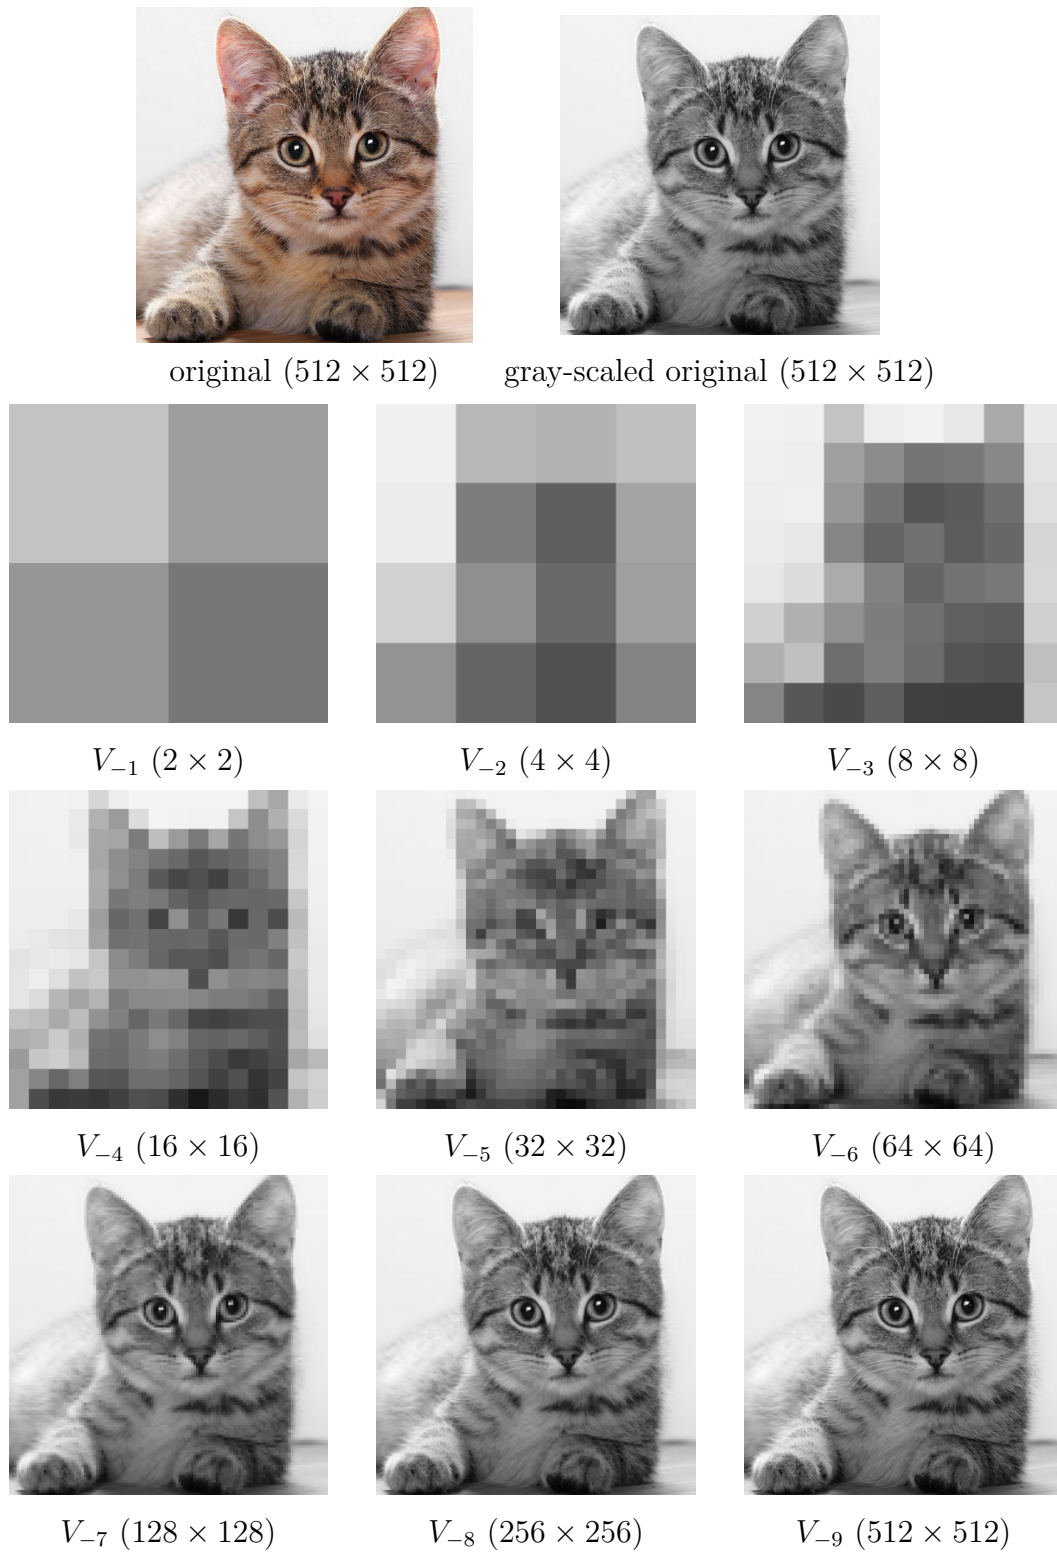 original (512 × 512)
gray-scaled original (512 × 512)
V₋₁ (2 × 2)
V₋₂ (4 × 4)
V₋₃ (8 × 8)
V₋₄ (16 × 16)
V₋₅ (32 × 32)
V₋₆ (64 × 64)
V₋₇ (128 × 128)
V₋₈ (256 × 256)
V₋₉ (512 × 512)